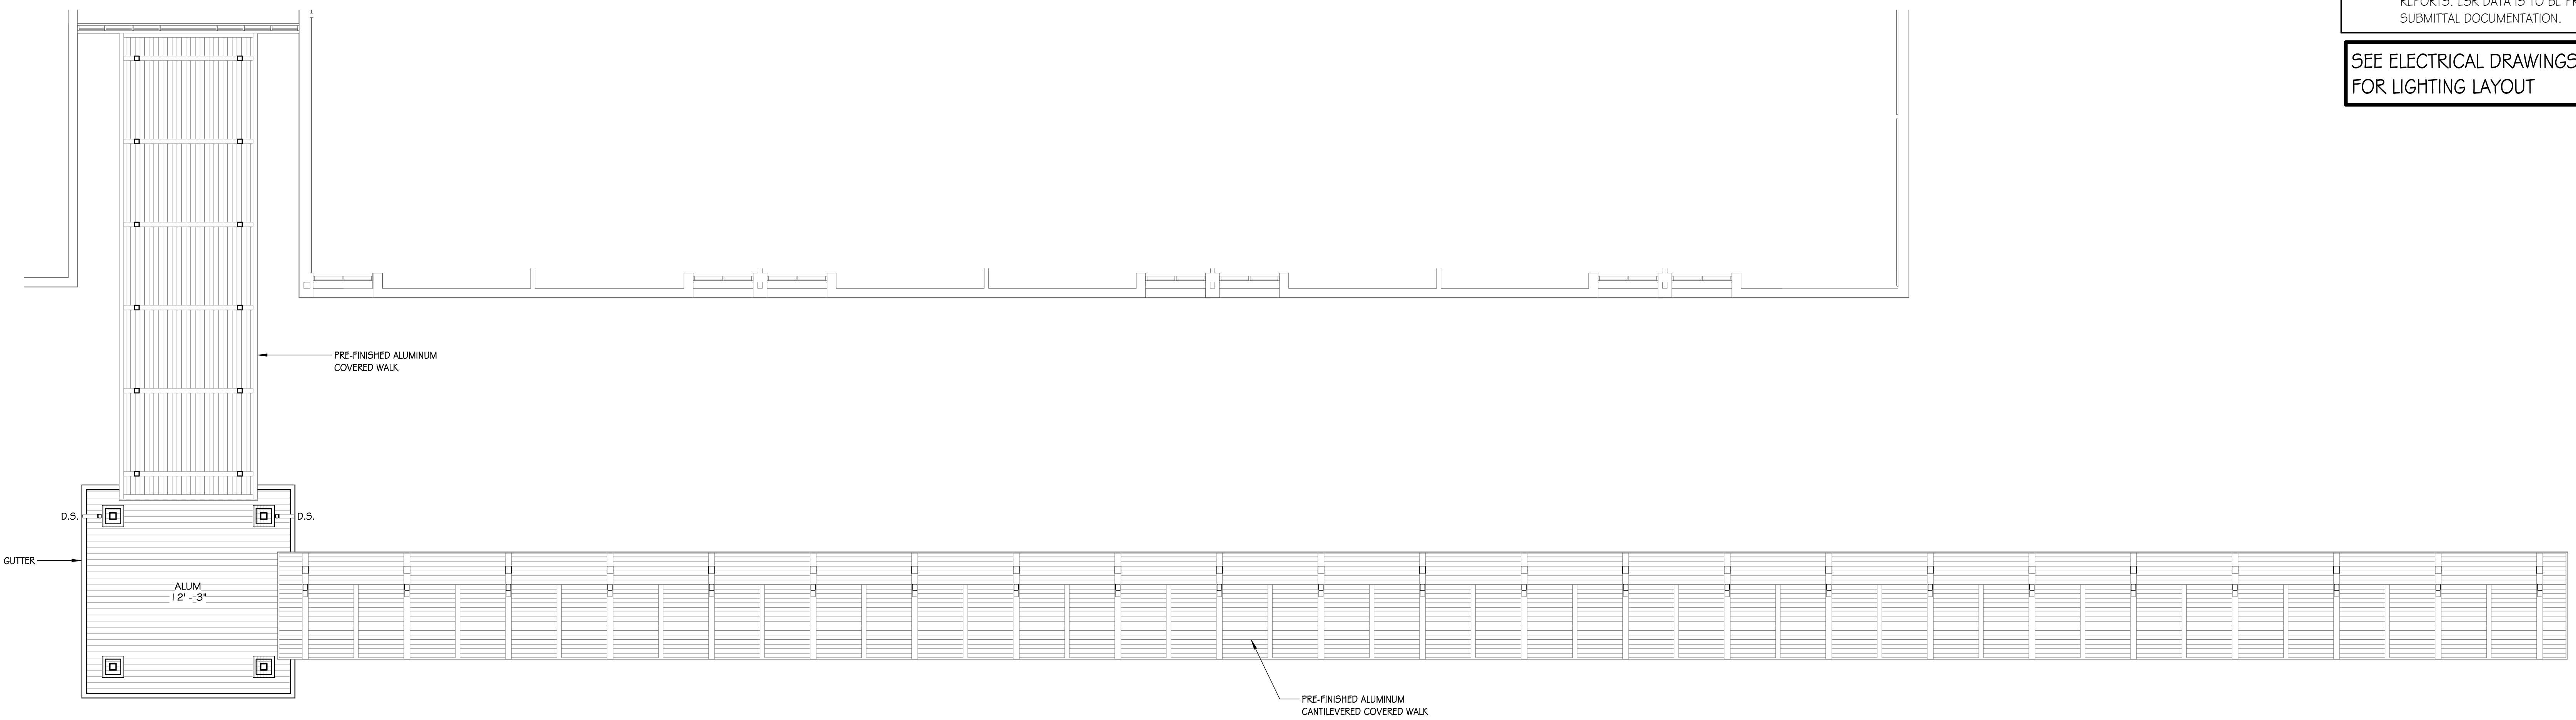 SUBMITTAL DOCUMENTATION.
SEE ELECTRICAL DRAWINGS
FOR LIGHTING LAYOUT
PRE-FINISHED ALUMINUM
COVERED WALK
D.S.
D.S.
GUTTER
ALUM
12' - 3"
PRE-FINISHED ALUMINUM
CANTILEVERED COVERED WALK